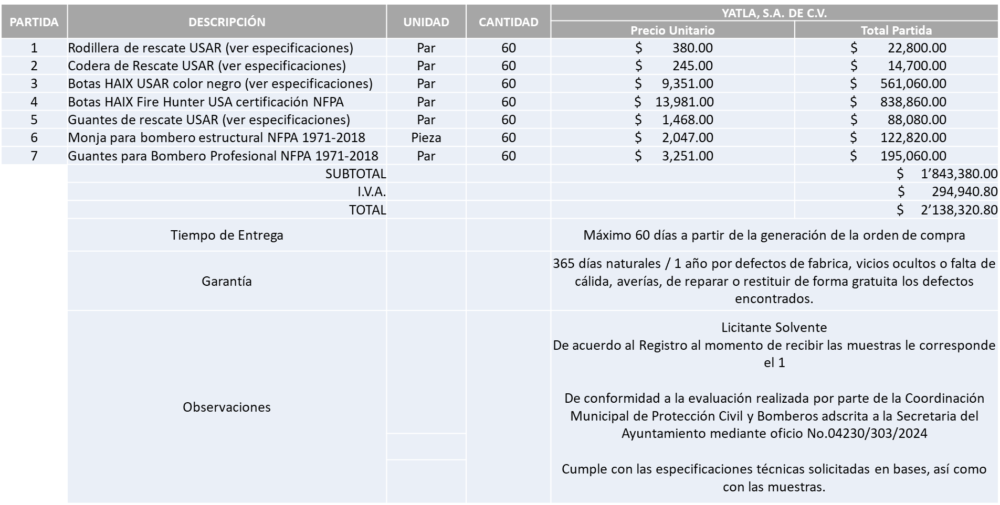 PARTIDA DESCRIPCIÓN UNIDAD CANTIDAD YATLA, S.A. DE C.V.
Precio Unitario Total Partida
1 Rodillera de rescate USAR (ver especificaciones) Par 60 $ 380.00 $ 22,800.00
2 Codera de Rescate USAR (ver especificaciones) Par 60 $ 245.00 $ 14,700.00
3 Botas HAIX USAR color negro (ver especificaciones) Par 60 $ 9,351.00 $ 561,060.00
4 Botas HAIX Fire Hunter USA certificación NFPA Par 60 $ 13,981.00 $ 838,860.00
5 Guantes de rescate USAR (ver especificaciones) Par 60 $ 1,468.00 $ 88,080.00
6 Monja para bombero estructural NFPA 1971-2018 Pieza 60 $ 2,047.00 $ 122,820.00
7 Guantes para Bombero Profesional NFPA 1971-2018 Par 60 $ 3,251.00 $ 195,060.00
SUBTOTAL $ 1’843,380.00
I.V.A. $ 294,940.80
TOTAL $ 2’138,320.80
Tiempo de Entrega Máximo 60 días a partir de la generación de la orden de compra
Garantía
365 días naturales / 1 año por defectos de fabrica, vicios ocultos o falta de
cálida, averías, de reparar o restituir de forma gratuita los defectos
encontrados.
Observaciones
Licitante Solvente
De acuerdo al Registro al momento de recibir las muestras le corresponde
el 1
De conformidad a la evaluación realizada por parte de la Coordinación
Municipal de Protección Civil y Bomberos adscrita a la Secretaria del
Ayuntamiento mediante oficio No.04230/303/2024
Cumple con las especificaciones técnicas solicitadas en bases, así como
con las muestras.